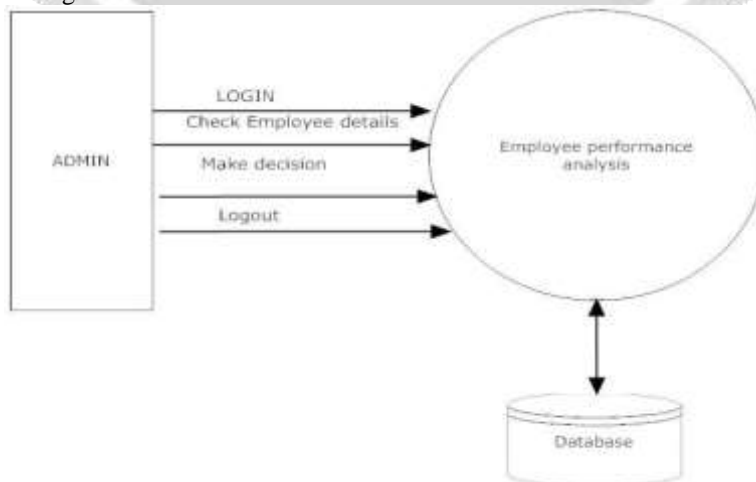 LOGIN
Check Employee details
ADMIN
Make decision
Logout
Employee performance
analysis
Database